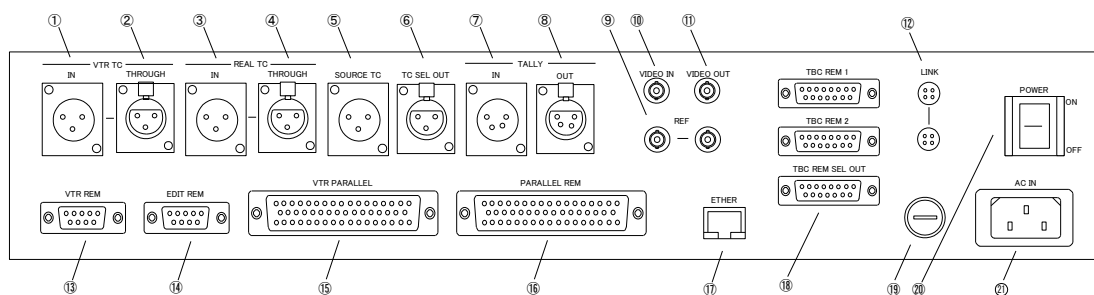 ① ② ③ ④ ⑤ ⑥ ⑦ ⑧ ⑨ ⑩ ⑪ ⑫
VTR TC REAL TC TALLY
IN THROUGH IN THROUGH SOURCE TC TC SEL OUT IN OUT VIDEO IN VIDEO OUT TBC REM 1 LINK
POWER
ON
REF TBC REM 2
OFF
TBC REM SEL OUT
VTR REM EDIT REM VTR PARALLEL PARALLEL REM ETHER AC IN
⑬ ⑭ ⑮ ⑯ ⑰ ⑱ ⑲ ⑳ ㉑